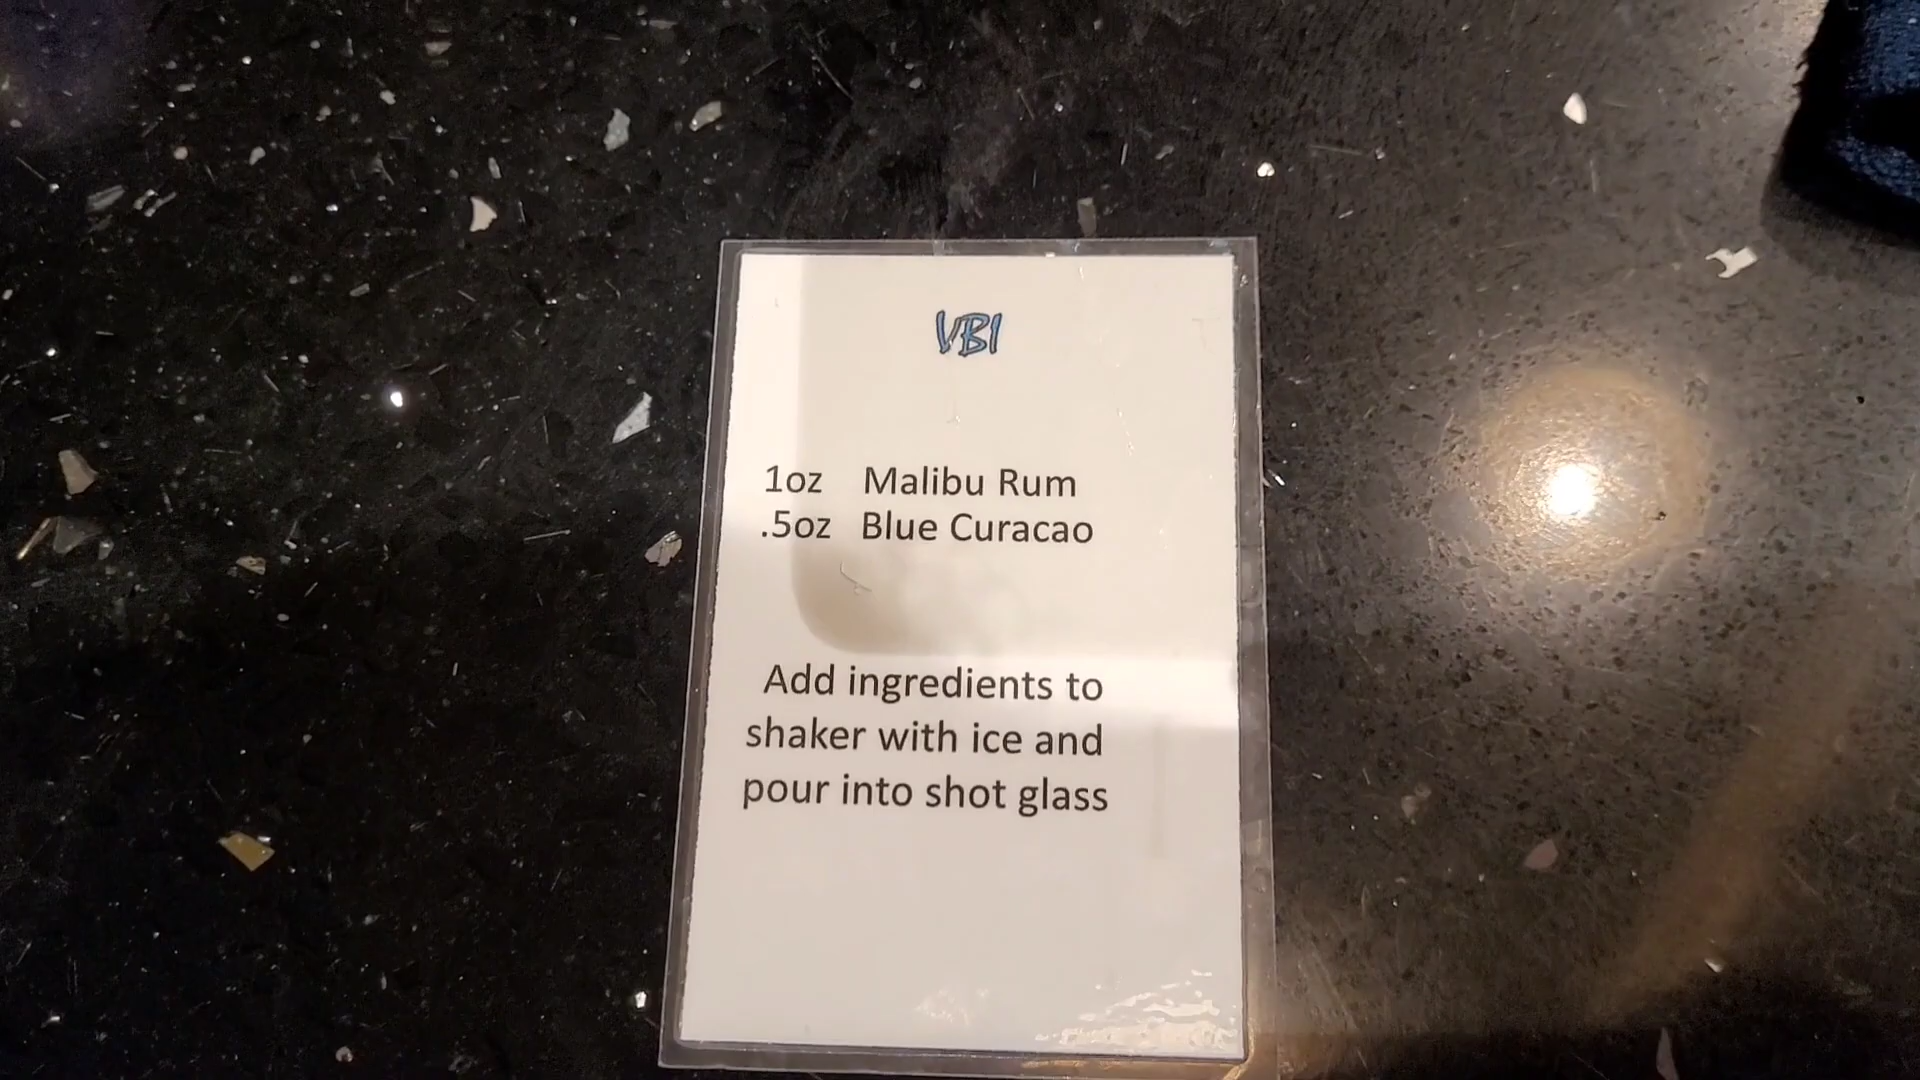 VBI
1oz Malibu Rum
.5oz Blue Curacao
Add ingredients to
shaker with ice and
pour into shot glass